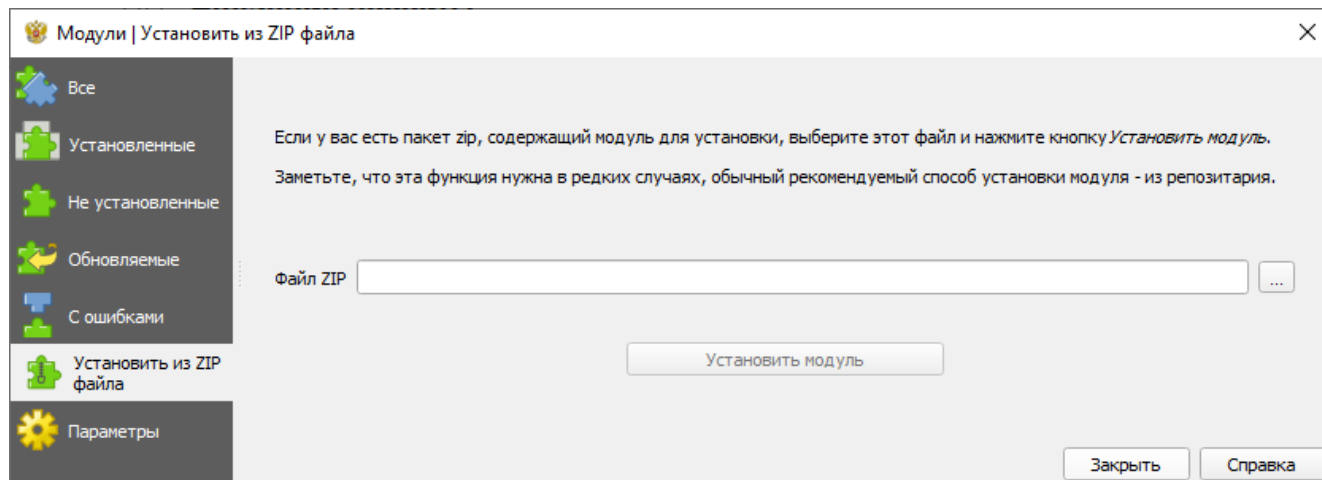 Модули | Установить из ZIP файла
Все
Установленные
Не установленные
Обновляемые
С ошибками
Установить из ZIP
файла
Параметры
Если у вас есть пакет zip, содержащий модуль для установки, выберите этот файл и нажмите кнопку Установить модуль.
Заметьте, что эта функция нужна в редких случаях, обычный рекомендуемый способ установки модуля - из репозитария.
Файл ZIP
...
Установить модуль
Закрыть
Справка